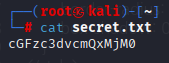 ┌──(root㉿kali)-[~]
└─# cat secret.txt
cGFzc3dvcmQxMjM0